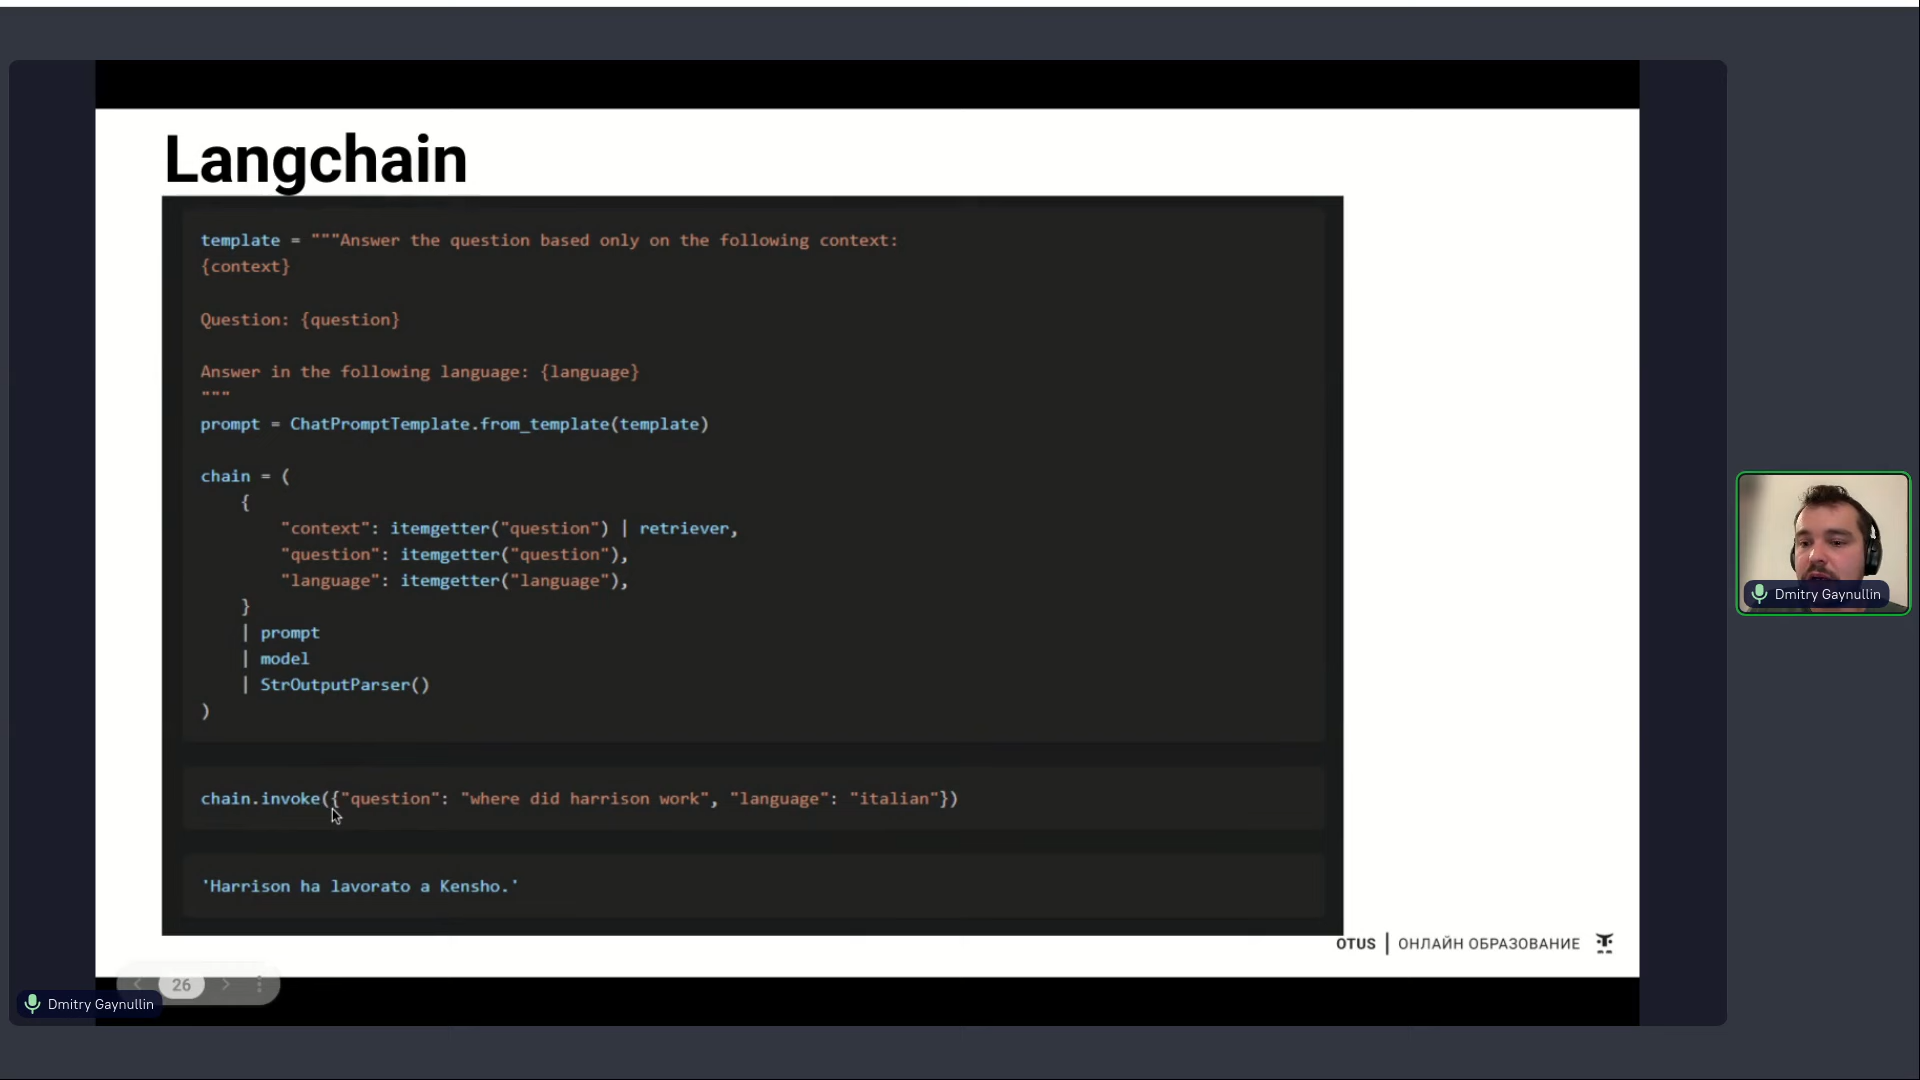 Langchain
template = """Answer the question based only on the following context:
{context}
Question: {question}
Answer in the following language: {language}
"""
prompt = ChatPromptTemplate.from_template(template)
chain = (
{
"context": itemgetter("question") | retriever,
"question": itemgetter("question"),
"language": itemgetter("language"),
}
| prompt
| model
| StrOutputParser()
)
chain.invoke({"question": "where did harrison work", "language": "italian"})
'Harrison ha lavorato a Kensho.'
OTUS | ОНЛАЙН ОБРАЗОВАНИЕ
26
Dmitry Gaynullin
Dmitry Gaynullin